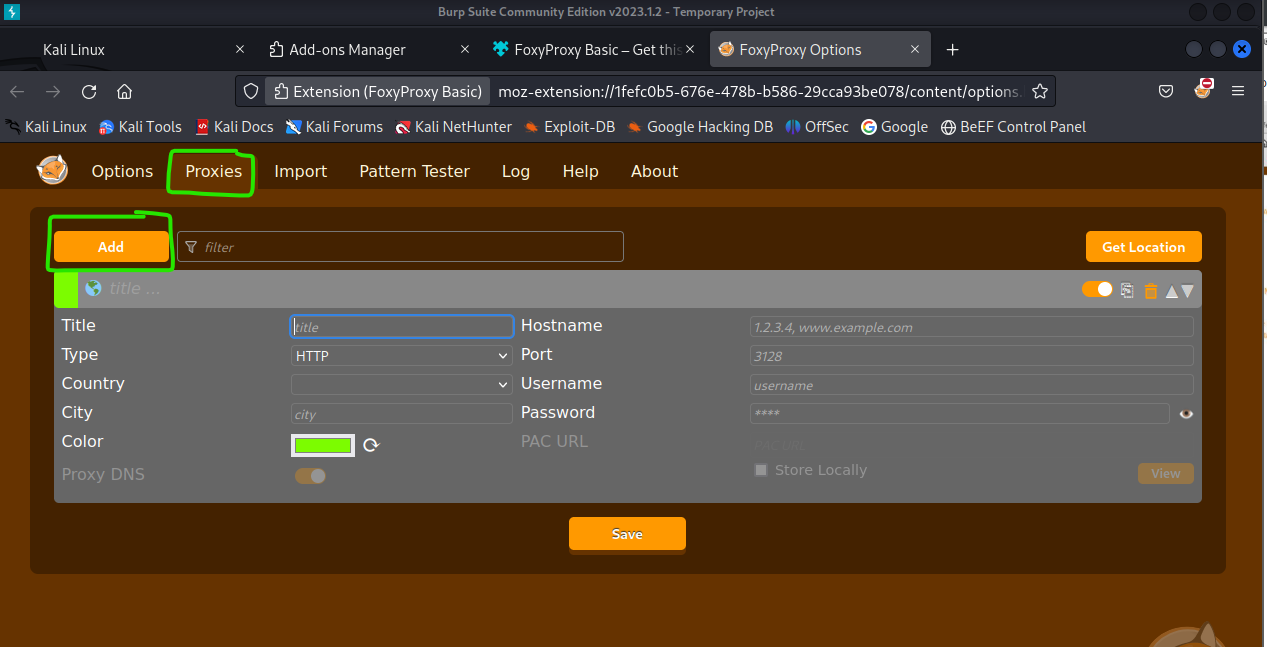 Burp Suite Community Edition v2023.1.2 - Temporary Project
Kali Linux × Add-ons Manager × FoxyProxy Basic – Get this × FoxyProxy Options × +
Extension (FoxyProxy Basic) moz-extension://1fefc0b5-676e-478b-b586-29cca93be078/content/options.
Kali Linux Kali Tools Kali Docs Kali Forums Kali NetHunter Exploit-DB Google Hacking DB OffSec Google BeEF Control Panel
Options Proxies Import Pattern Tester Log Help About
Add filter Get Location
title ...
Title title Hostname 1.2.3.4, www.example.com
Type HTTP Port 3128
Country Username username
City city Password ****
Color PAC URL
Proxy DNS Store Locally View
Save